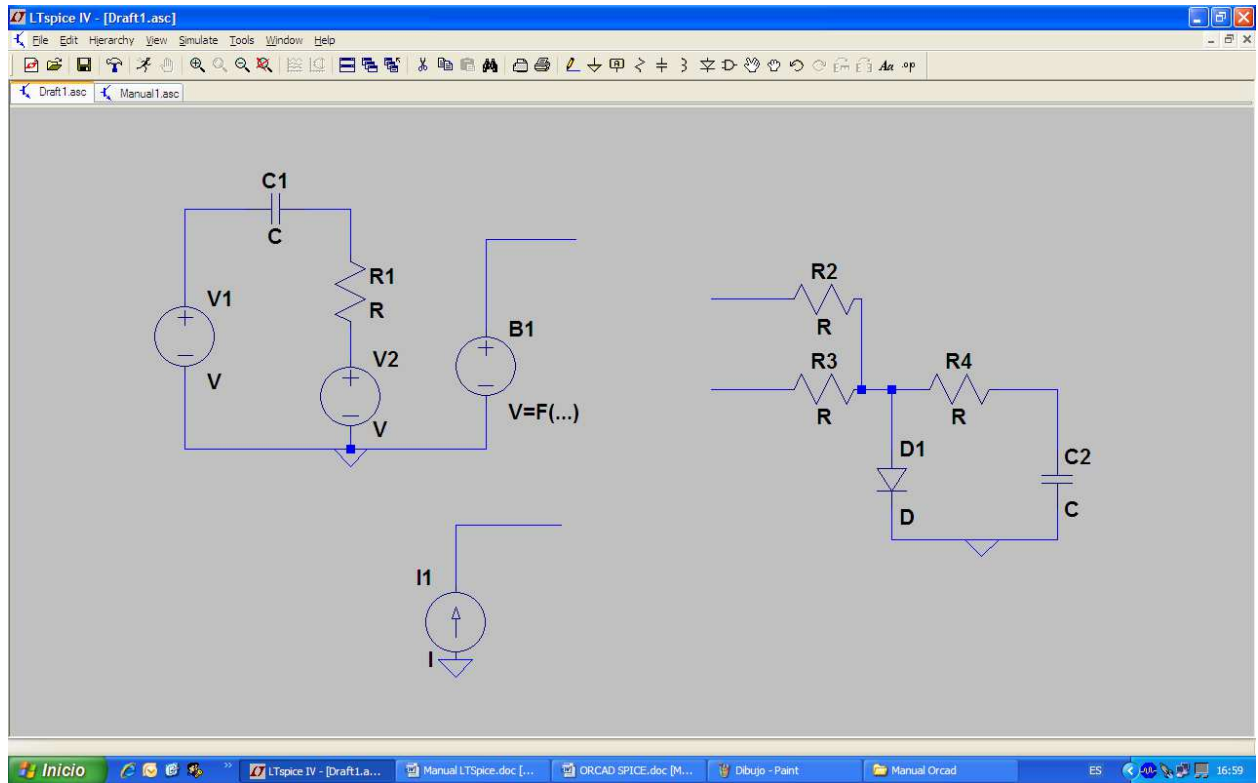 LTspice IV - [Draft1.asc]
File Edit Hierarchy View Simulate Tools Window Help
Aa .op
Draft1.asc Manual1.asc
C1
C
R1
R
V1
V
V2
V
B1
V=F(...)
R2
R
R3
R
R4
R
D1
D
C2
C
I1
I
Inicio
LTspice IV - [Draft1.a...
Manual LTSpice.doc [...
ORCAD SPICE.doc [M...
Dibujo - Paint
Manual Orcad
ES
16:59